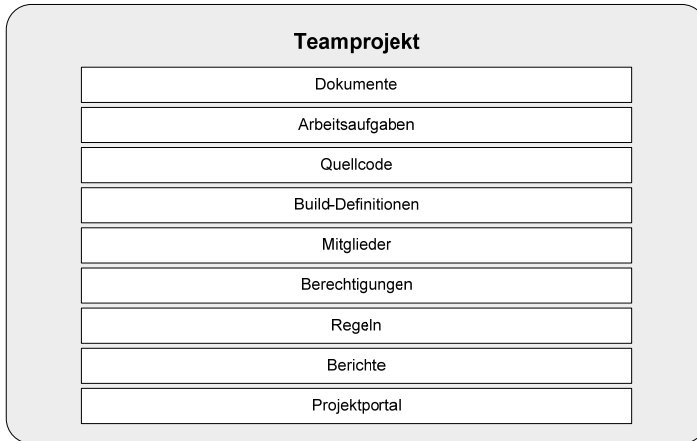 Teamprojekt
Dokumente
Arbeitsaufgaben
Quellcode
Build-Definitionen
Mitglieder
Berechtigungen
Regeln
Berichte
Projektportal